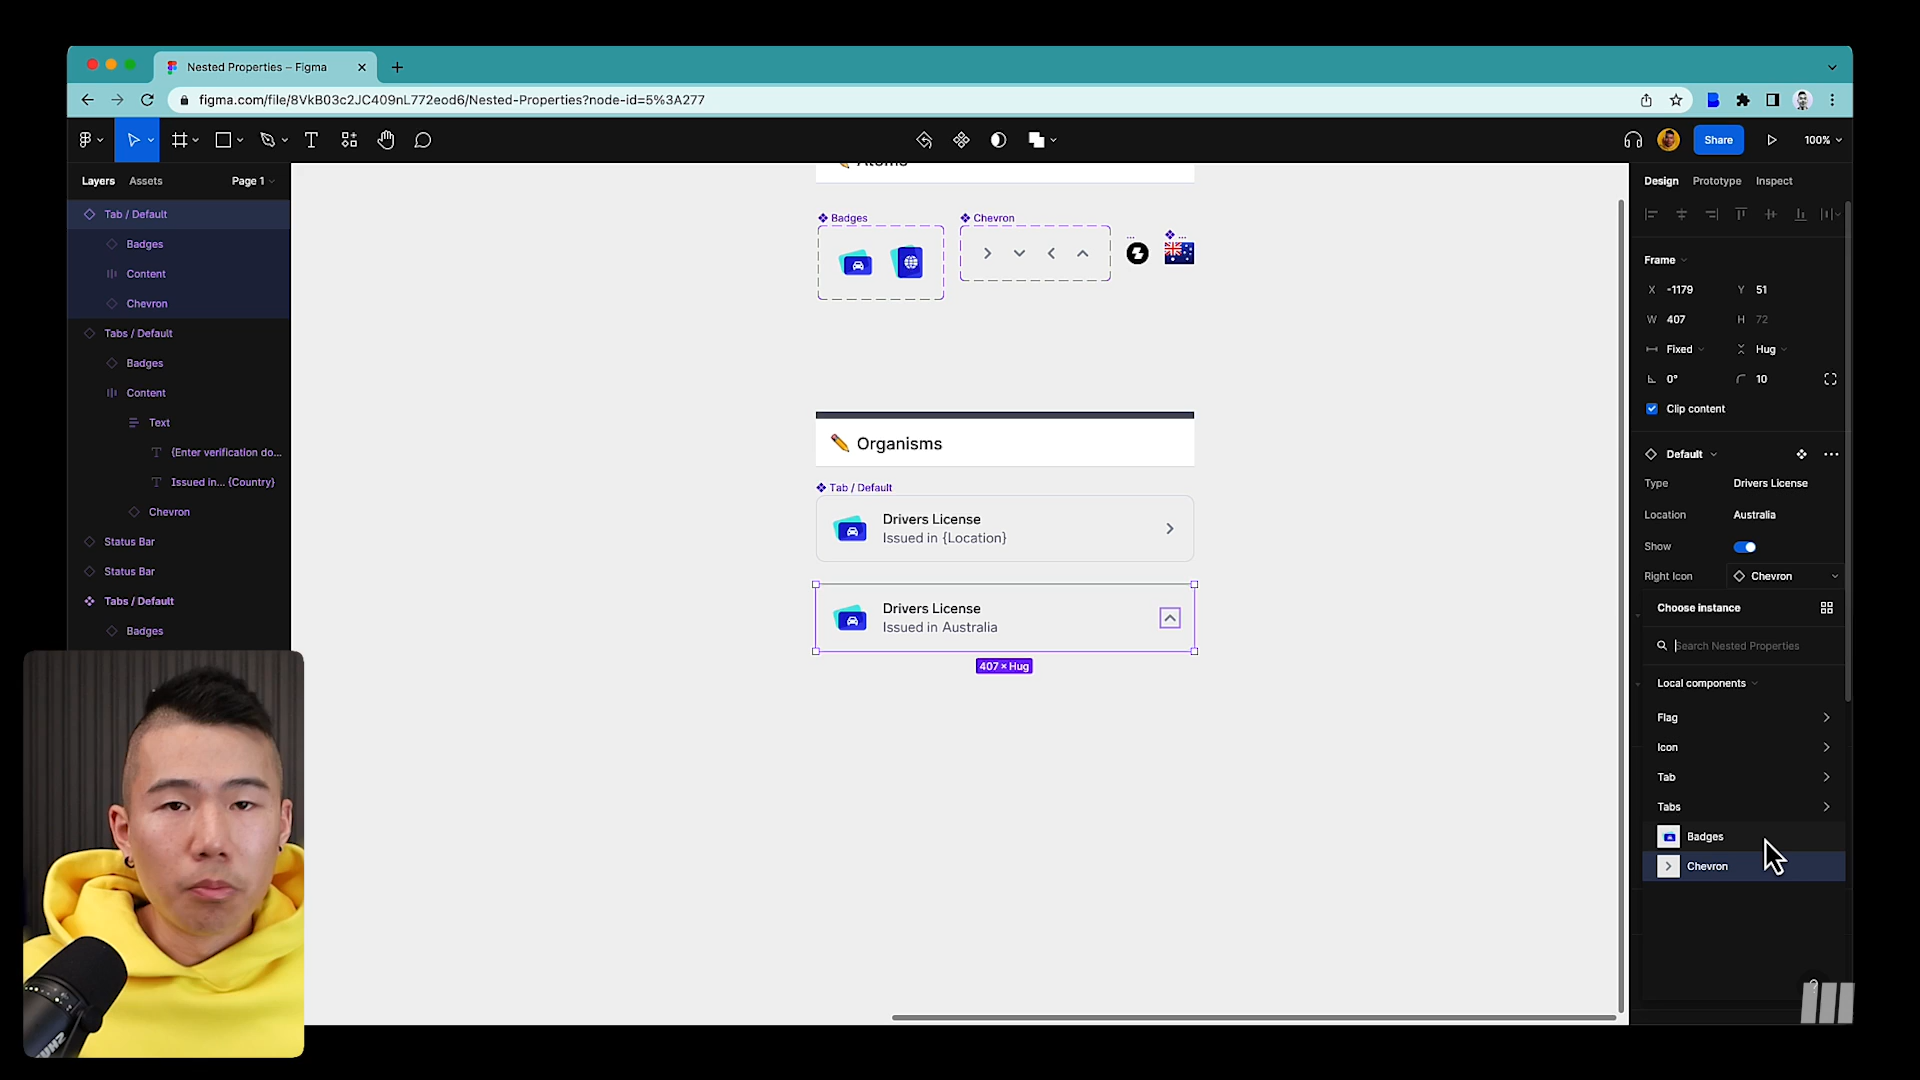 Nested Properties – Figma
figma.com/file/8VkB03c2JC409nL772eod6/Nested-Properties?node-id=5%3A277
Share
100%
Layers
Assets
Page 1
Tab / Default
Badges
Content
Chevron
Tabs / Default
Badges
Content
Text
{Enter verification do...
Issued in... {Country}
Chevron
Status Bar
Status Bar
Tabs / Default
Badges
Badges
Chevron
...
...
Organisms
Tab / Default
Drivers License
Issued in {Location}
Drivers License
Issued in Australia
407 × Hug
Design
Prototype
Inspect
Frame
X -1179
Y 51
W 407
H 72
Fixed
Hug
0°
10
Clip content
Default
Type
Drivers License
Location
Australia
Show
Right Icon
Chevron
Choose instance
Search Nested Properties
Local components
Flag
Icon
Tab
Tabs
Badges
Chevron
?